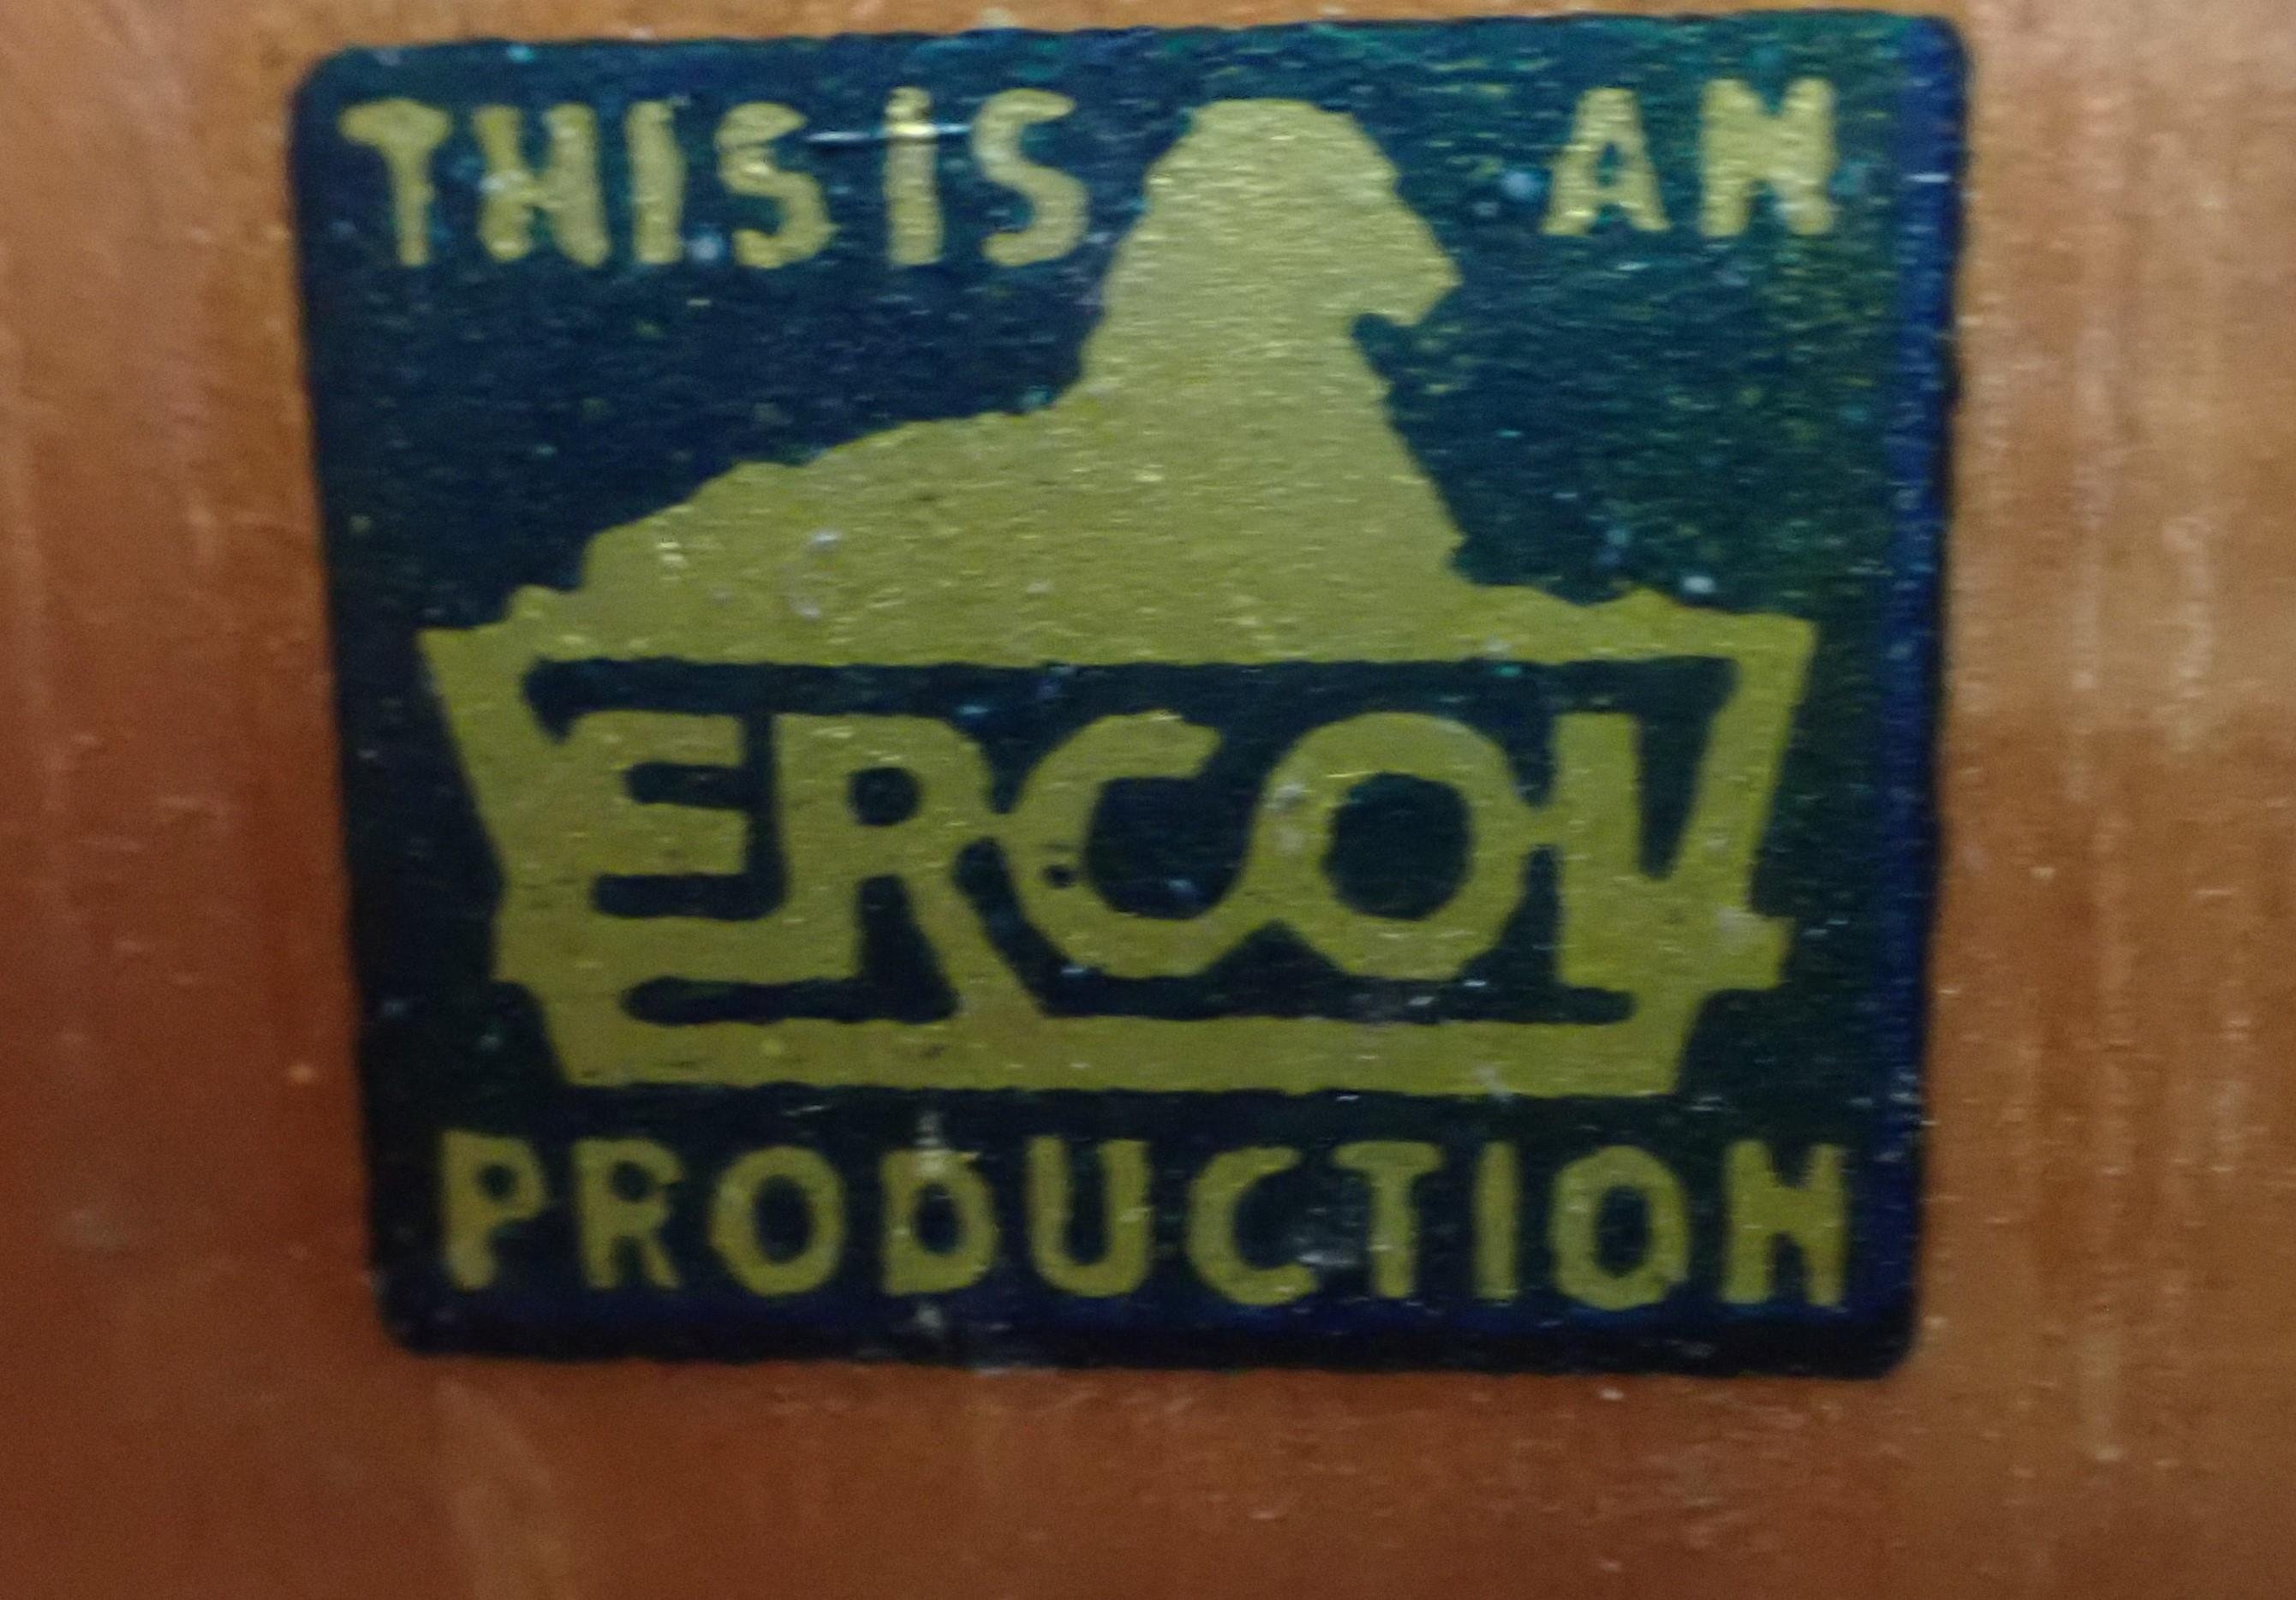 THIS IS AN
ERCOL
PRODUCTION